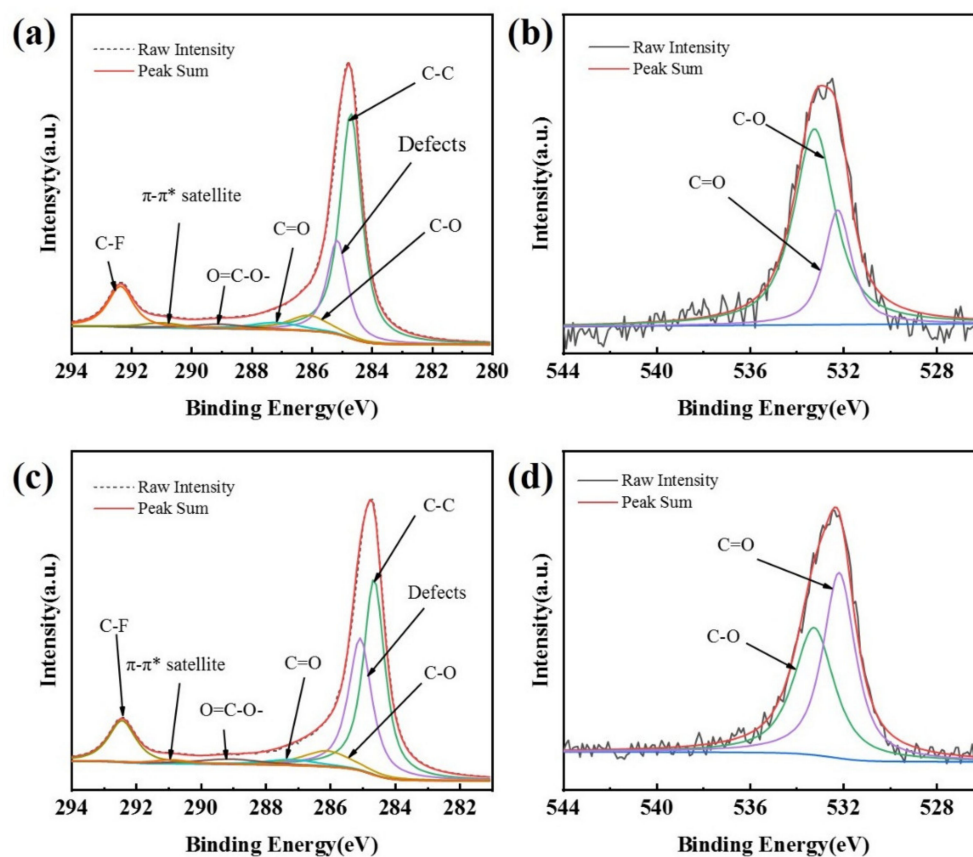 (a)
Raw Intensity
Peak Sum
C-C
Defects
π-π* satellite
C=O
C-O
C-F
O=C-O-
Intensyty(a.u.)
294 292 290 288 286 284 282 280
Binding Energy(eV)
(b)
Raw Intensity
Peak Sum
C-O
C=O
Intensity(a.u.)
544 540 536 532 528
Binding Energy(eV)
(c)
Raw Intensity
Peak Sum
C-C
Defects
C-F
π-π* satellite
C=O
C-O
O=C-O-
Intensity(a.u.)
294 292 290 288 286 284 282
Binding Energy(eV)
(d)
Raw Intensity
Peak Sum
C=O
C-O
Intensity(a.u.)
544 540 536 532 528
Binding Energy(eV)